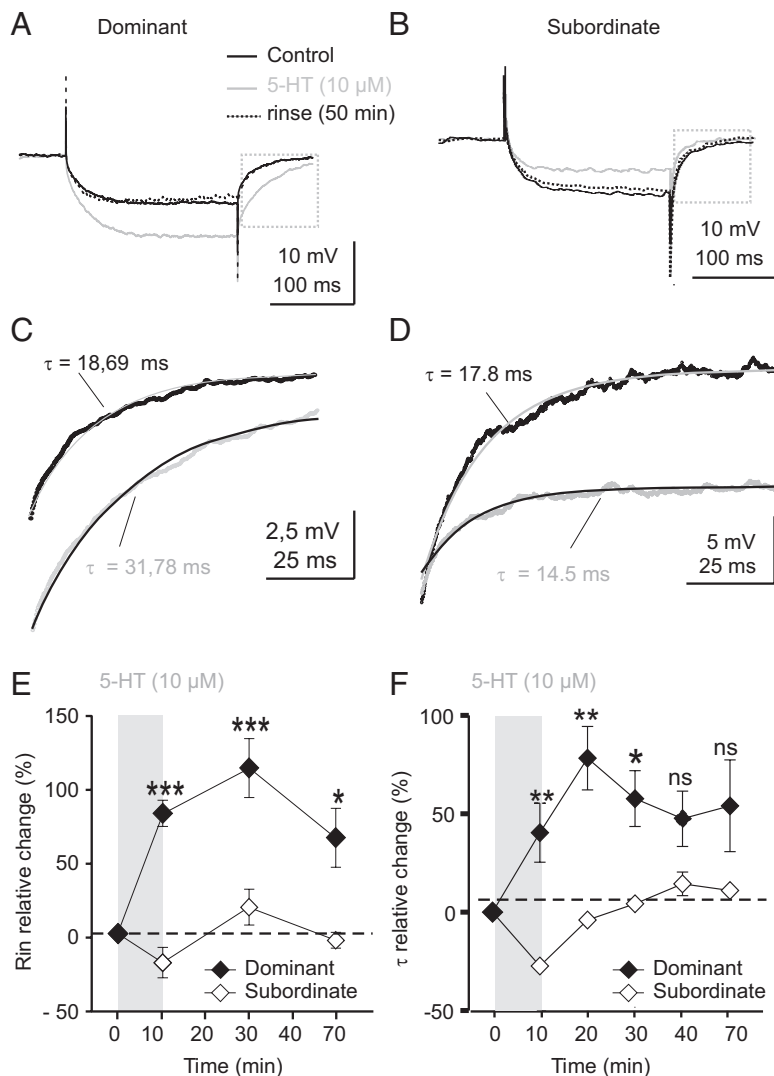 A
Dominant
B
Subordinate
Control
5-HT (10 µM)
rinse (50 min)
10 mV
100 ms
10 mV
100 ms
C
τ = 18,69 ms
τ = 31,78 ms
2,5 mV
25 ms
D
τ = 17.8 ms
τ = 14.5 ms
5 mV
25 ms
E
5-HT (10 µM)
150
100
50
0
- 50
Rin relative change (%)
***
***
*
Dominant
Subordinate
0 10 20 30 40 70
Time (min)
F
5-HT (10 µM)
100
50
0
-50
τ relative change (%)
**
**
*
ns
ns
Dominant
Subordinate
0 10 20 30 40 70
Time (min)